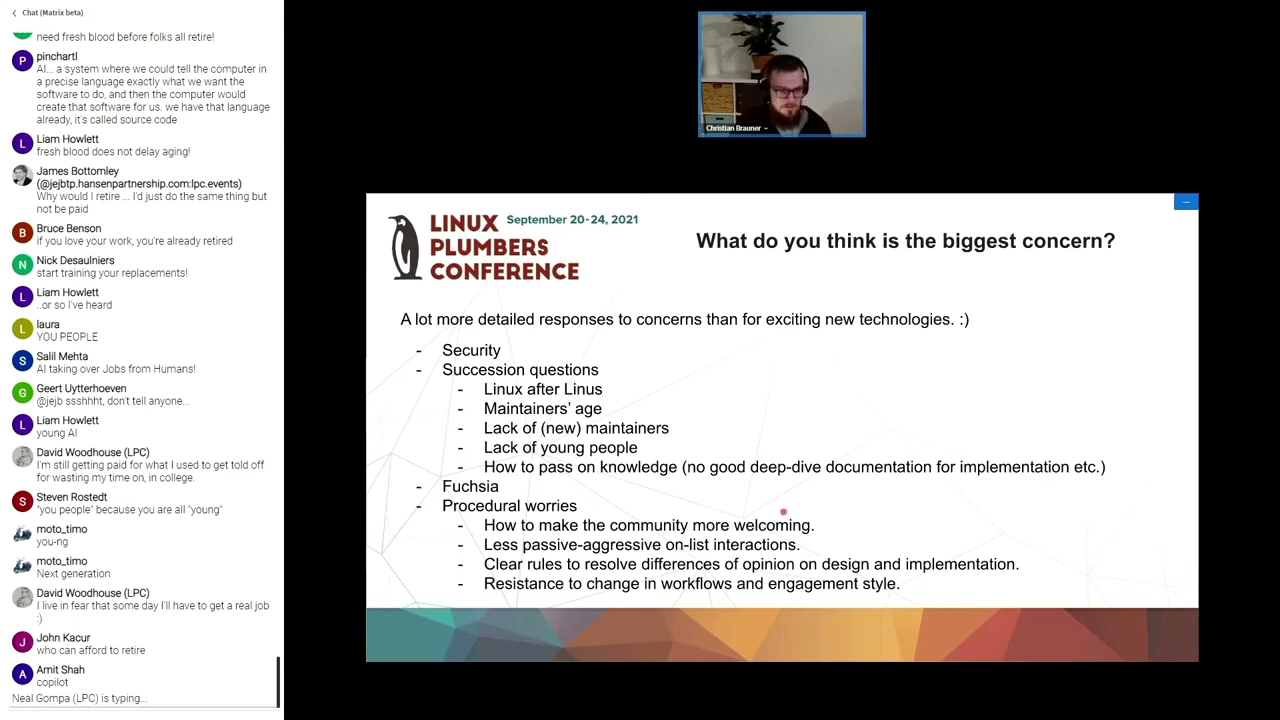 Chat (Matrix beta)
need fresh blood before folks all retire!
pinchartl
AI... a system where we could tell the computer in
a precise language exactly what we want the
software to do, and then the computer would
create that software for us. we have that language
already, it's called source code
Liam Howlett
fresh blood does not delay aging!
James Bottomley
(@jejbtp.hansenpartnership.com:lpc.events)
Why would I retire ... I'd just do the same thing but
not be paid
Bruce Benson
if you love your work, you're already retired
Nick Desaulniers
start training your replacements!
Liam Howlett
..or so I've heard
laura
YOU PEOPLE
Salil Mehta
AI taking over Jobs from Humans!
Geert Uytterhoeven
@jejb ssshhht, don't tell anyone...
Liam Howlett
young AI
David Woodhouse (LPC)
I'm still getting paid for what I used to get told off
for wasting my time on, in college.
Steven Rostedt
"you people" because you are all "young"
moto_timo
you-ng
moto_timo
Next generation
David Woodhouse (LPC)
I live in fear that some day I'll have to get a real job
:)
John Kacur
who can afford to retire
Amit Shah
copilot
Neal Gompa (LPC) is typing...
Christian Brauner
LINUX
PLUMBERS
CONFERENCE
September 20-24, 2021
What do you think is the biggest concern?
A lot more detailed responses to concerns than for exciting new technologies. :)
- Security
- Succession questions
- Linux after Linus
- Maintainers' age
- Lack of (new) maintainers
- Lack of young people
- How to pass on knowledge (no good deep-dive documentation for implementation etc.)
- Fuchsia
- Procedural worries
- How to make the community more welcoming.
- Less passive-aggressive on-list interactions.
- Clear rules to resolve differences of opinion on design and implementation.
- Resistance to change in workflows and engagement style.